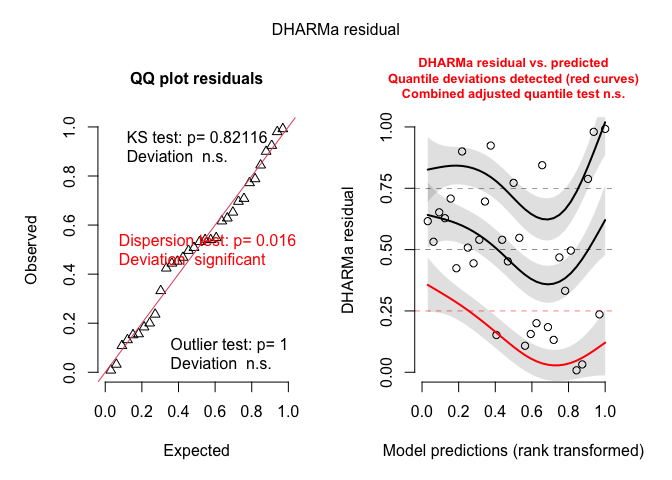 DHARMa residual
QQ plot residuals
KS test: p= 0.82116
Deviation n.s.
Dispersion test: p= 0.016
Deviation significant
Outlier test: p= 1
Deviation n.s.
Observed
0.0 0.2 0.4 0.6 0.8 1.0
0.0 0.2 0.4 0.6 0.8 1.0
Expected
DHARMa residual vs. predicted
Quantile deviations detected (red curves)
Combined adjusted quantile test n.s.
DHARMa residual
0.00 0.25 0.50 0.75 1.00
0.0 0.2 0.4 0.6 0.8 1.0
Model predictions (rank transformed)